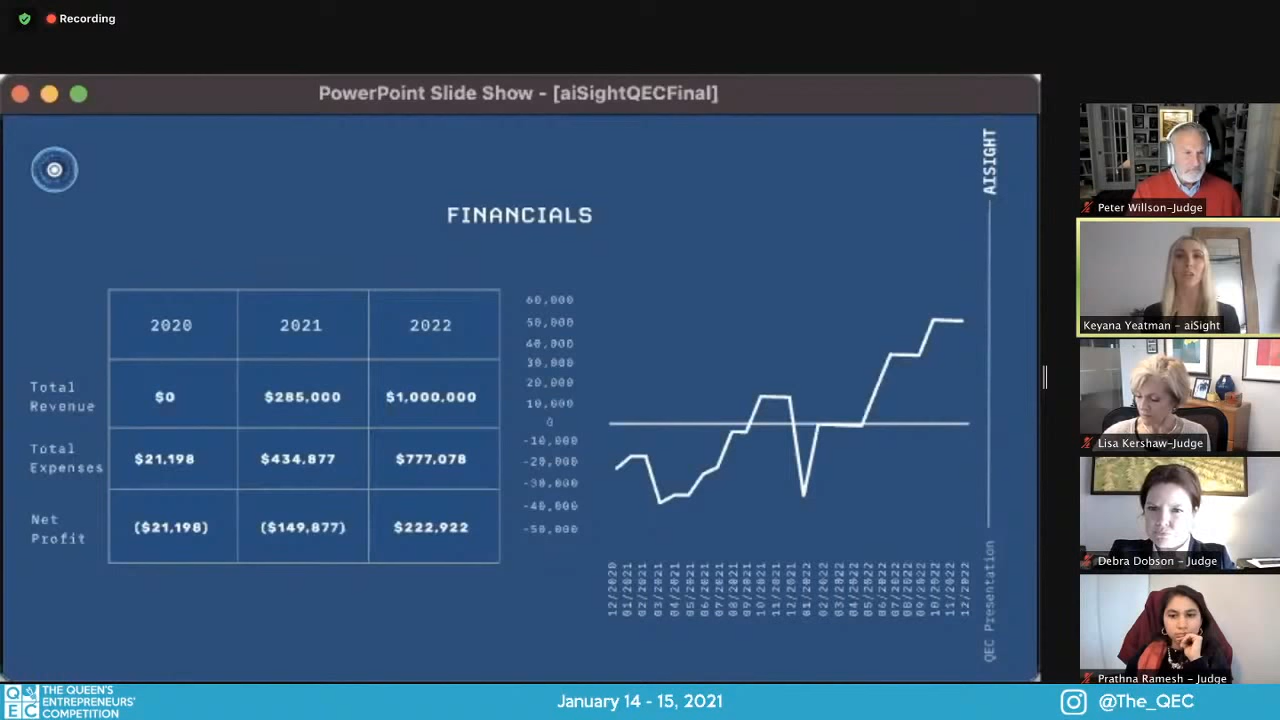 Recording
PowerPoint Slide Show - [aiSightQECFinal]
AISIGHT
FINANCIALS
2020 2021 2022
Total Revenue $0 $285,000 $1,000,000
Total Expenses $21,198 $434,877 $777,078
Net Profit ($21,198) ($149,877) $222,922
60,000
50,000
40,000
30,000
20,000
10,000
0
-10,000
-20,000
-30,000
-40,000
-50,000
12/2020
01/2021
02/2021
03/2021
04/2021
05/2021
06/2021
07/2021
08/2021
09/2021
10/2021
11/2021
12/2021
01/2022
02/2022
03/2022
04/2022
05/2022
06/2022
07/2022
08/2022
09/2022
10/2022
11/2022
12/2022
QEC Presentation
Peter Willson-Judge
Keyana Yeatman - aiSight
Lisa Kershaw-Judge
Debra Dobson - Judge
Prathna Ramesh - Judge
QEC
THE QUEEN'S
ENTREPRENEURS'
COMPETITION
January 14 - 15, 2021
@The_QEC